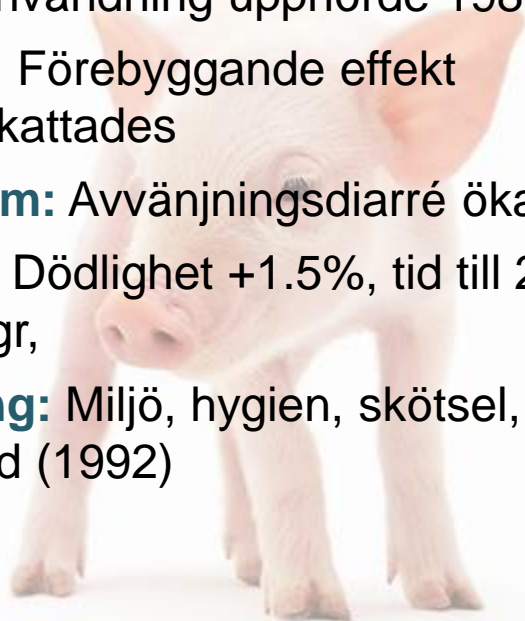 användning upphörde 198
Förebyggande effekt
kattades
m: Avvänjningsdiarré öka
Dödlighet +1.5%, tid till 2
gr,
ng: Miljö, hygien, skötsel,
d (1992)